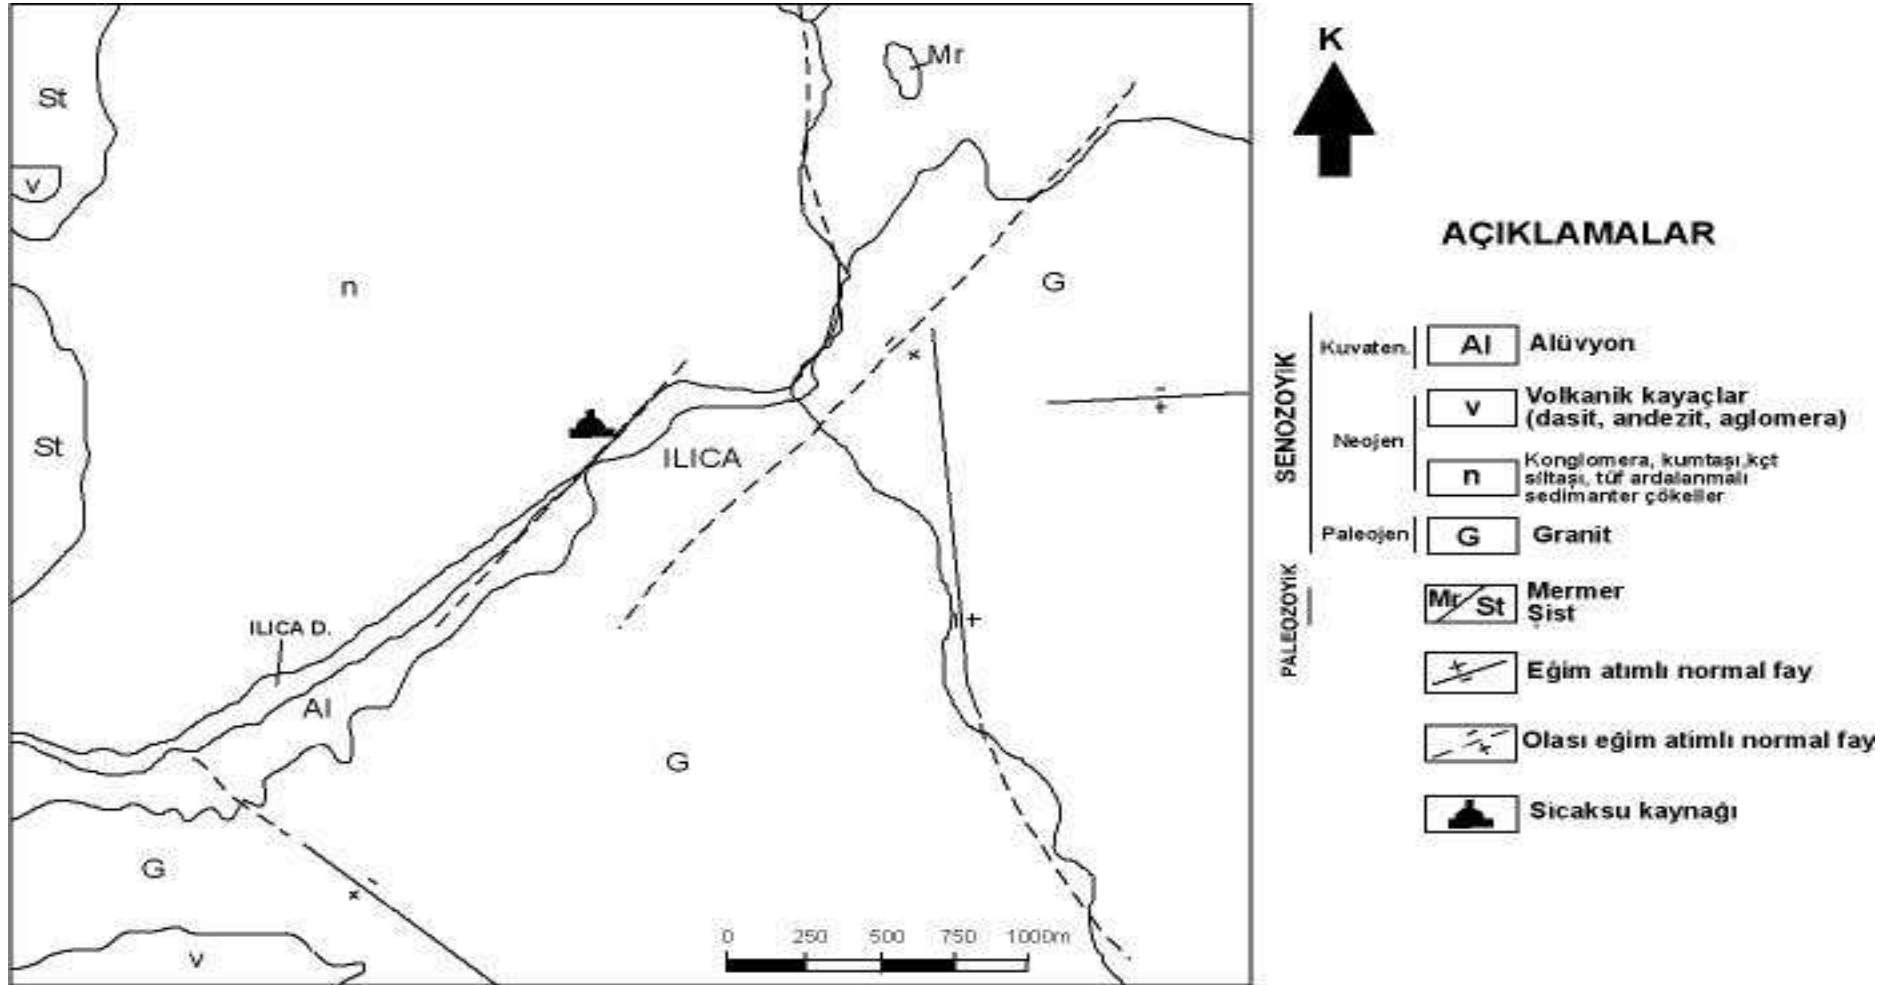 St
Mr
v
n
G
St
ILICA
ILICA D.
Al
G
G
v
0 250 500 750 1000m
K
AÇIKLAMALAR
SENOZOYİK
Kuvaten.
Al
Alüvyon
Neojen
v
Volkanik kayaçlar
(dasit, andezit, aglomera)
n
Konglomera, kumtaşı,kçt
siltaşı, tüf ardalanmalı
sedimanter çökeller
Paleojen
G
Granit
PALEOZOYİK
Mr/St
Mermer
Şist
Eğim atımlı normal fay
Olası eğim atimlı normal fay
Sicaksu kaynağı